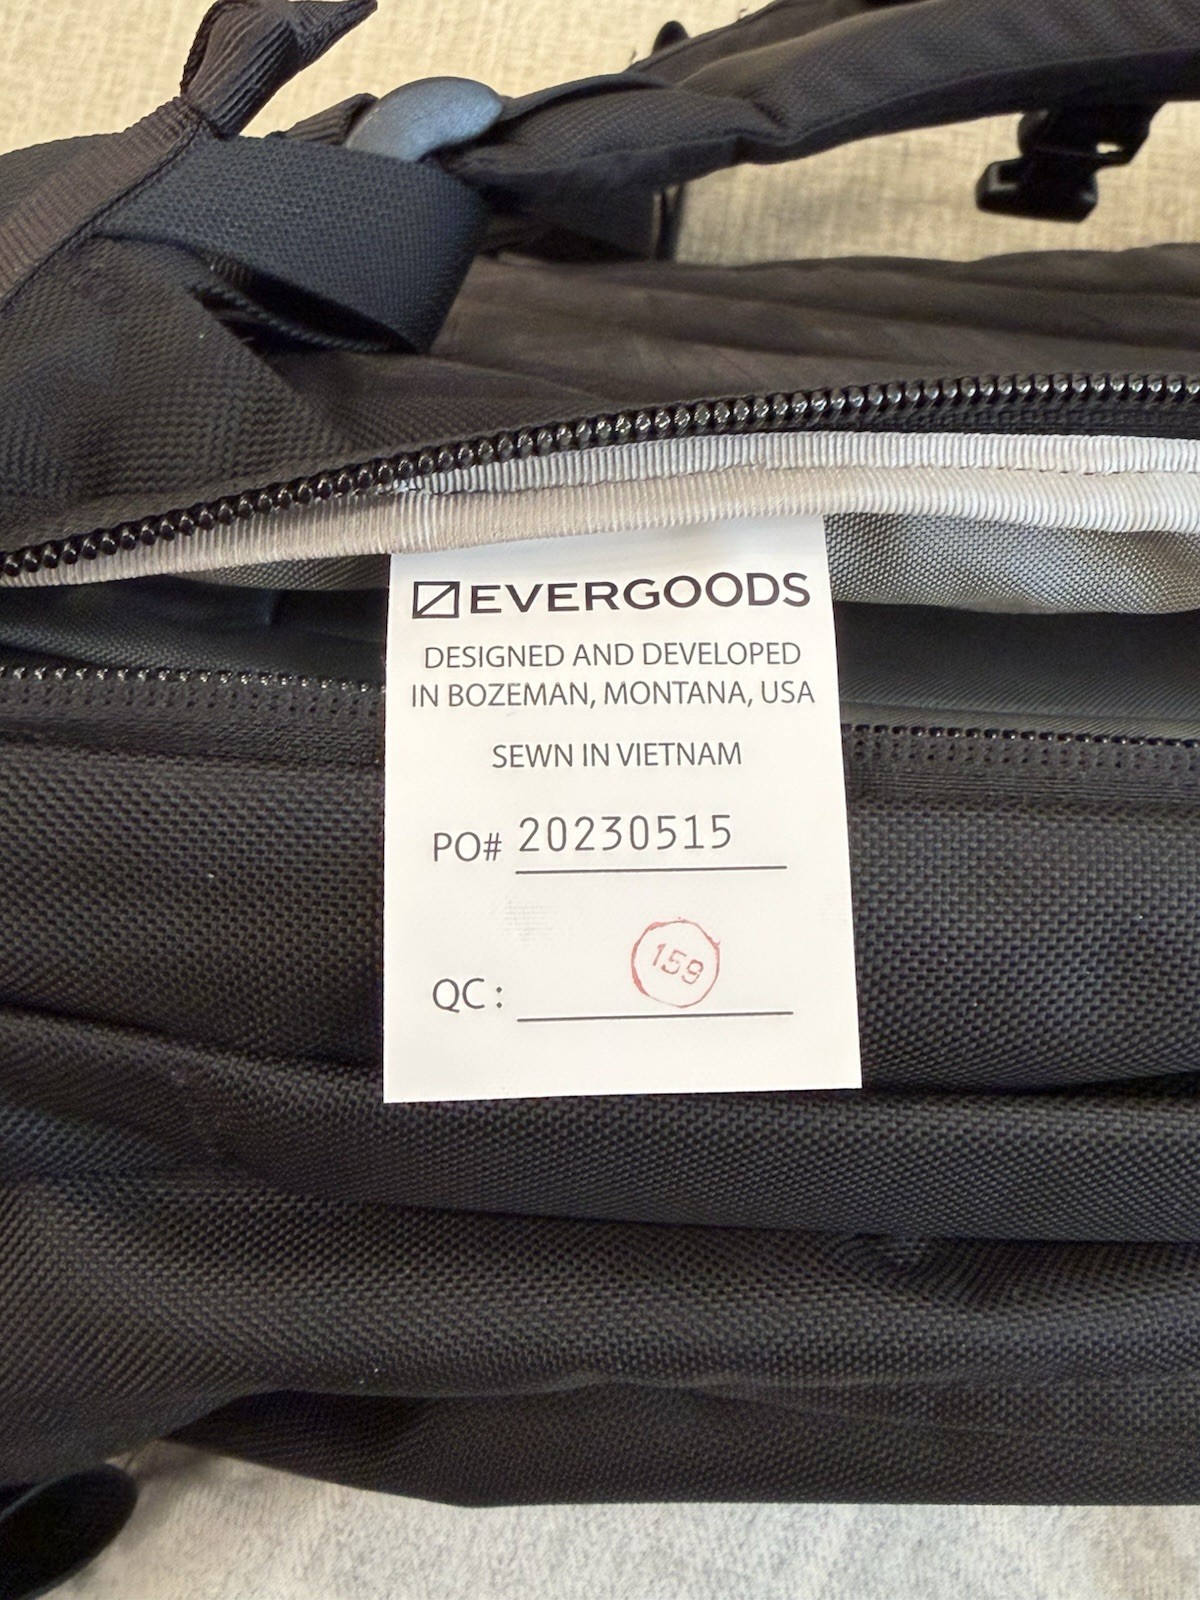 EVERGOODS
DESIGNED AND DEVELOPED
IN BOZEMAN, MONTANA, USA
SEWN IN VIETNAM
PO# 20230515
159
QC :